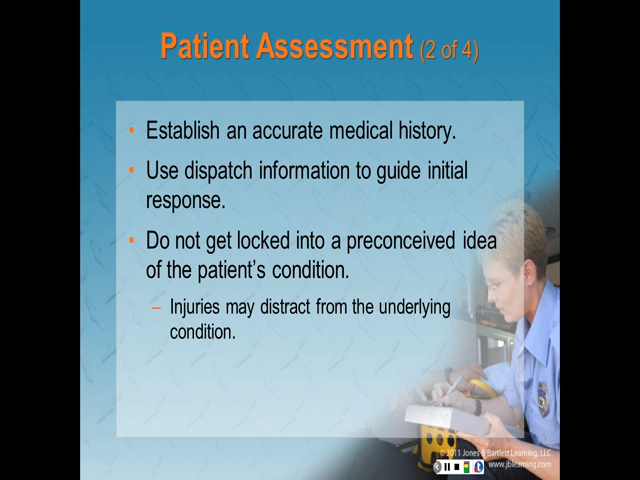 Patient Assessment (2 of 4)
• Establish an accurate medical history.
• Use dispatch information to guide initial
response.
• Do not get locked into a preconceived idea
of the patient's condition.
– Injuries may distract from the underlying
condition.
© 2011 Jones & Bartlett Learning, LLC
www.jblearning.com